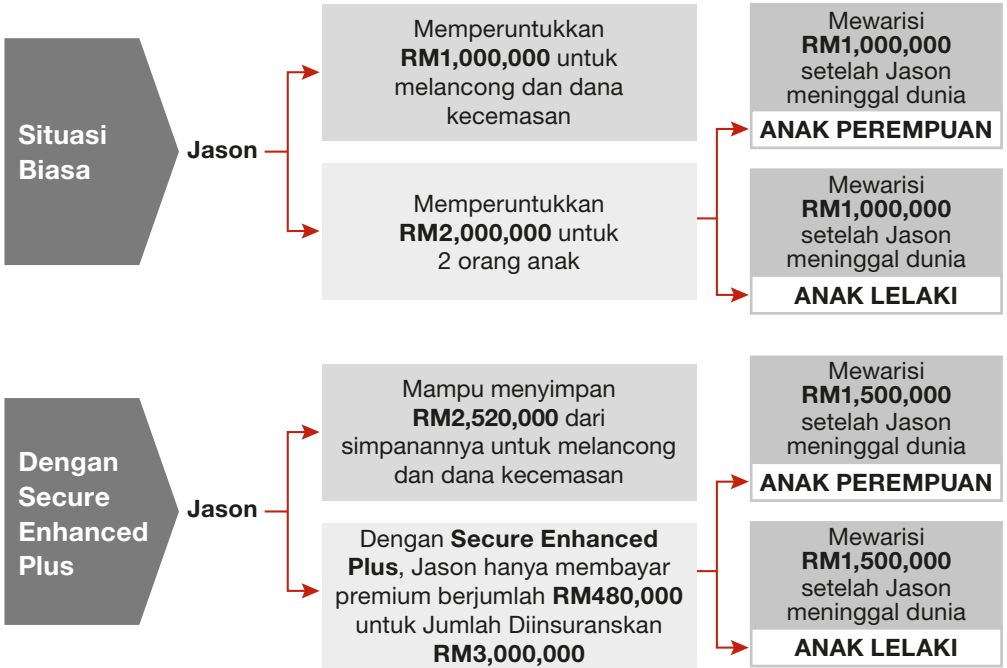 Situasi
Biasa
Jason
Memperuntukkan
RM1,000,000 untuk
melancong dan dana
kecemasan
Memperuntukkan
RM2,000,000 untuk
2 orang anak
Mewarisi
RM1,000,000
setelah Jason
meninggal dunia
ANAK PEREMPUAN
Mewarisi
RM1,000,000
setelah Jason
meninggal dunia
ANAK LELAKI
Dengan
Secure
Enhanced
Plus
Jason
Mampu menyimpan
RM2,520,000 dari
simpanannya untuk melancong
dan dana kecemasan
Dengan Secure Enhanced
Plus, Jason hanya membayar
premium berjumlah RM480,000
untuk Jumlah Diinsuranskan
RM3,000,000
Mewarisi
RM1,500,000
setelah Jason
meninggal dunia
ANAK PEREMPUAN
Mewarisi
RM1,500,000
setelah Jason
meninggal dunia
ANAK LELAKI